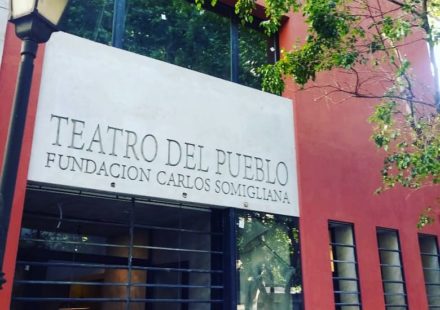 TEATRO DEL PUEBLO
FUNDACION CARLOS SOMIGLIANA